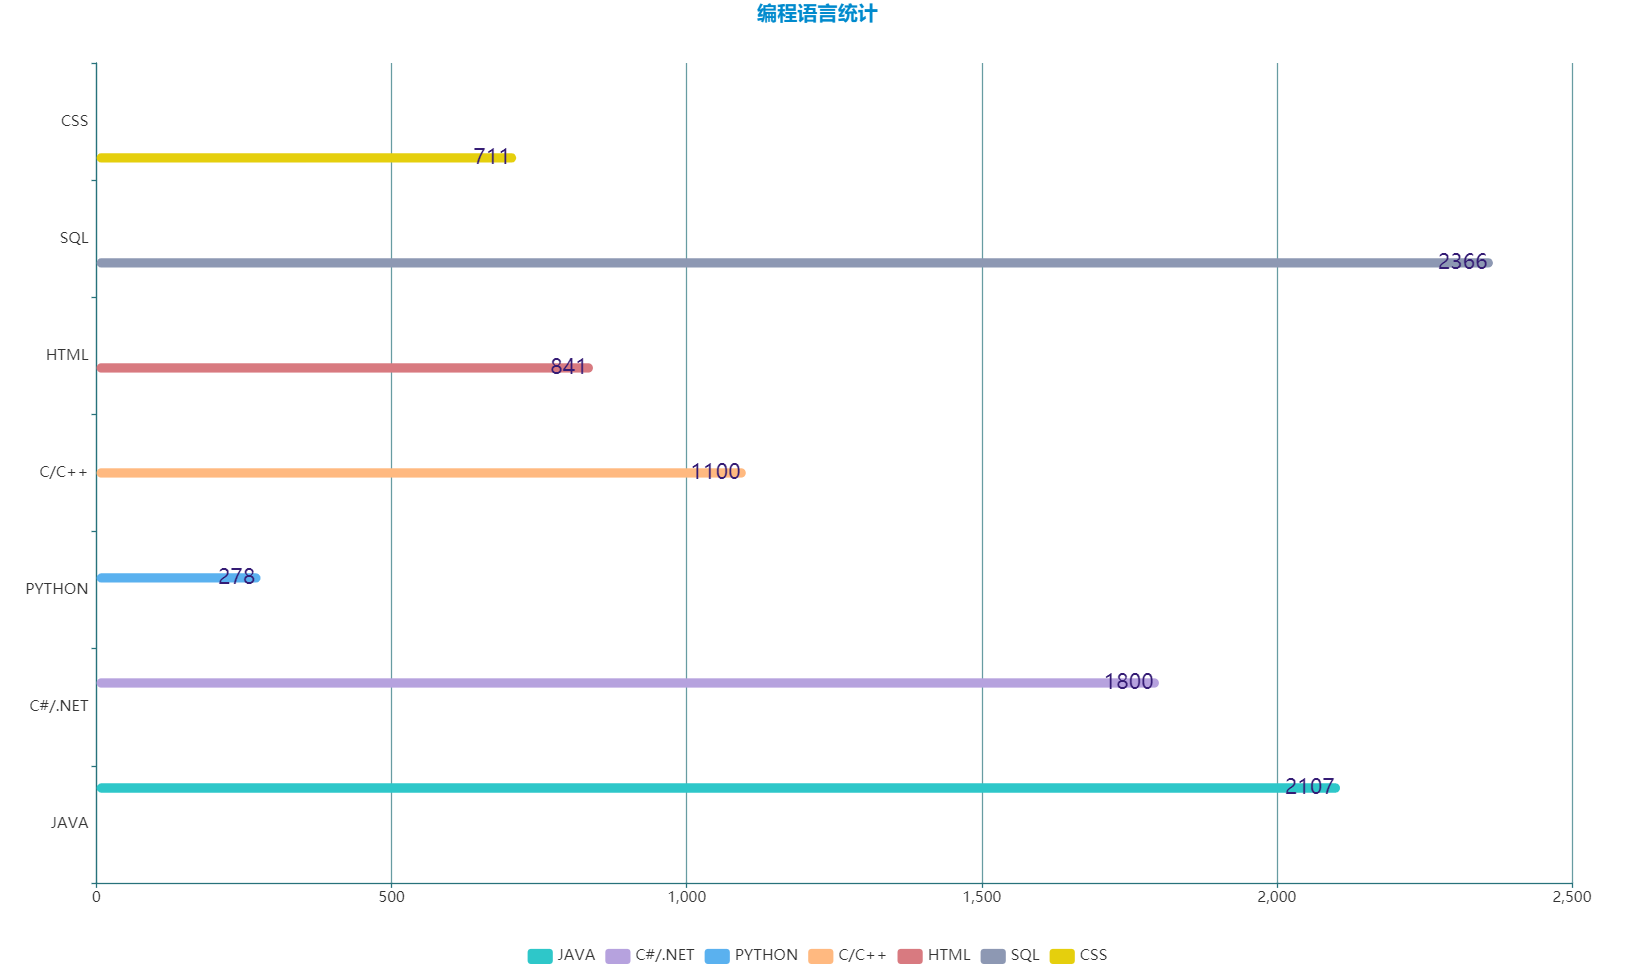 编程语言统计
CSS
711
SQL
2366
HTML
841
C/C++
1100
PYTHON
278
C#/.NET
1800
JAVA
2107
0 500 1,000 1,500 2,000 2,500
JAVA C#/.NET PYTHON C/C++ HTML SQL CSS